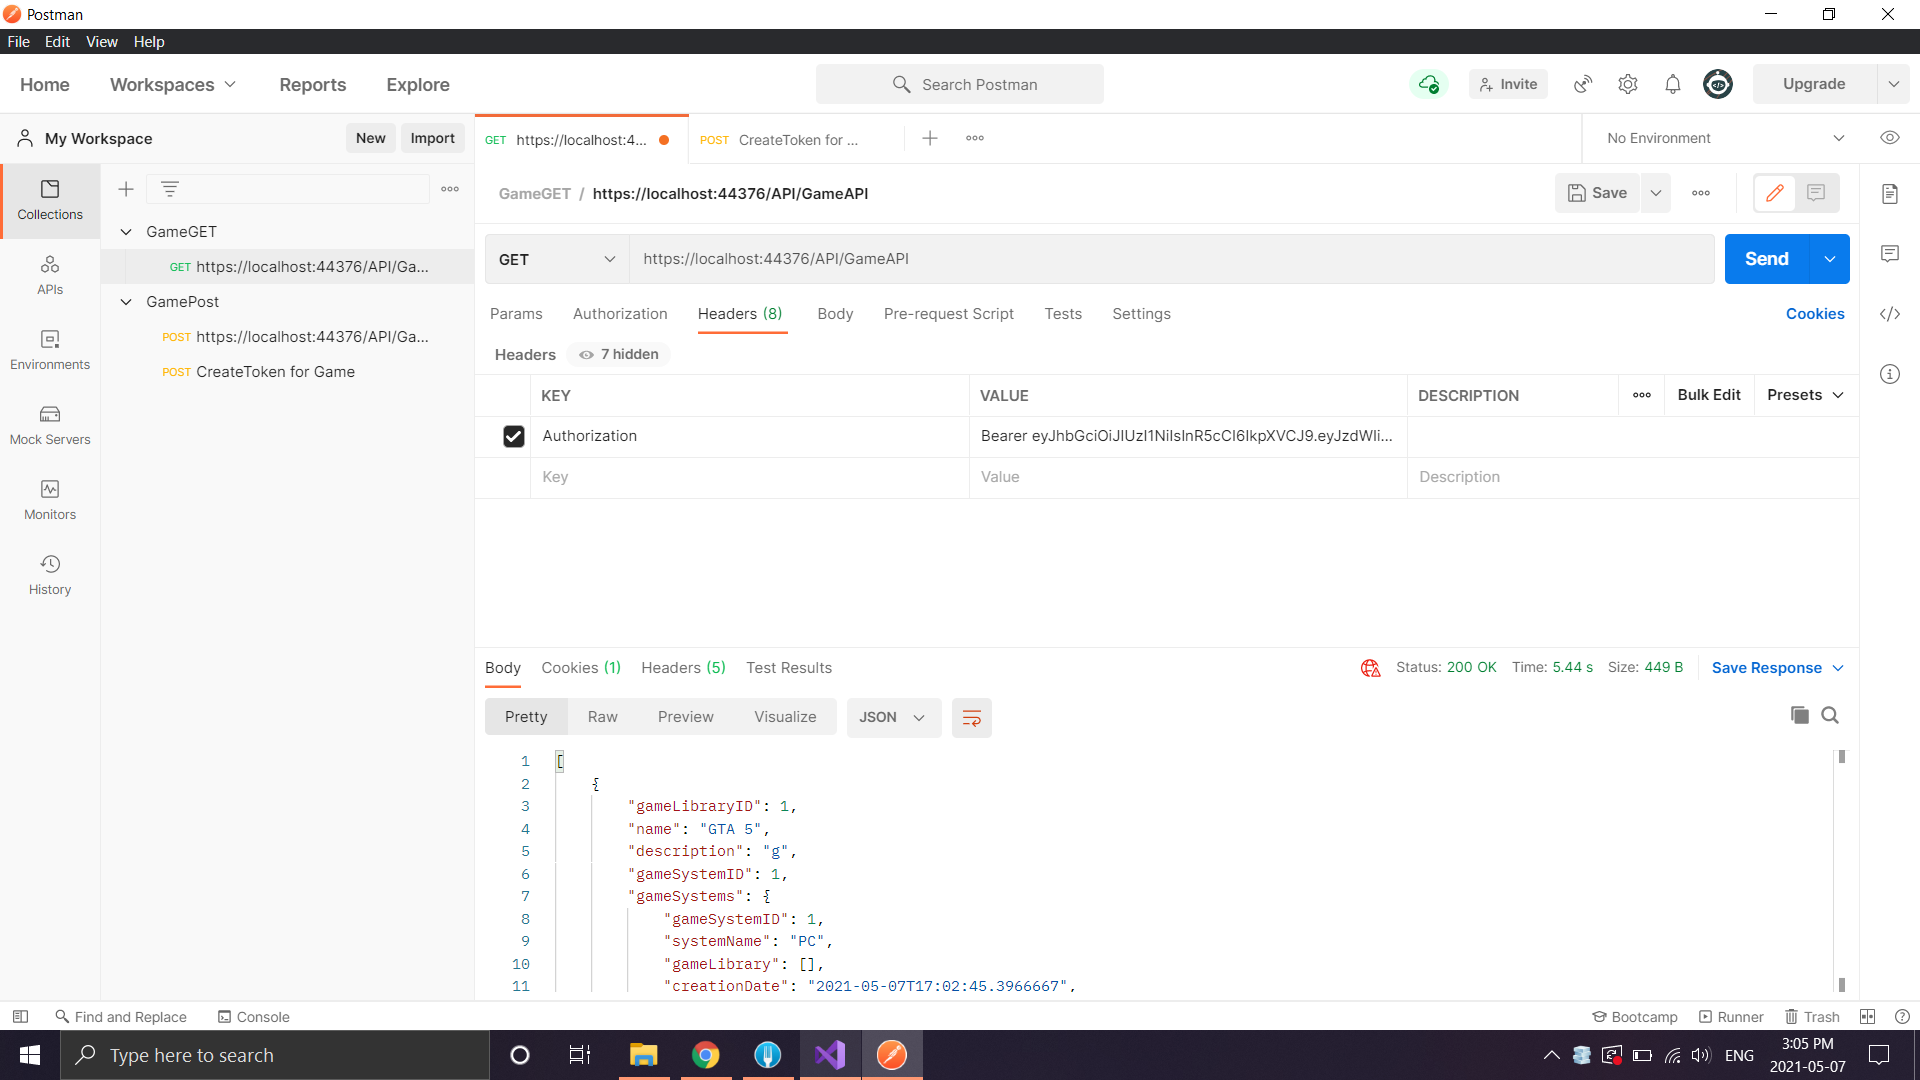 Postman
File Edit View Help
Home Workspaces Reports Explore Search Postman Invite Upgrade
My Workspace New Import GET https://localhost:4... POST CreateToken for ... No Environment
Collections
APIs
Environments
Mock Servers
Monitors
History
GameGET
GET https://localhost:44376/API/Ga...
GamePost
POST https://localhost:44376/API/Ga...
POST CreateToken for Game
GameGET / https://localhost:44376/API/GameAPI Save
GET https://localhost:44376/API/GameAPI Send
Params Authorization Headers (8) Body Pre-request Script Tests Settings Cookies
Headers 7 hidden
KEY VALUE DESCRIPTION Bulk Edit Presets
Authorization Bearer eyJhbGciOiJIUzI1NiIsInR5cCI6IkpXVCJ9.eyJzdWIi...
Key Value Description
Body Cookies (1) Headers (5) Test Results Status: 200 OK Time: 5.44 s Size: 449 B Save Response
Pretty Raw Preview Visualize JSON
1 [
2 {
3 "gameLibraryID": 1,
4 "name": "GTA 5",
5 "description": "g",
6 "gameSystemID": 1,
7 "gameSystems": {
8 "gameSystemID": 1,
9 "systemName": "PC",
10 "gameLibrary": [],
11 "creationDate": "2021-05-07T17:02:45.3966667",
Find and Replace Console Bootcamp Runner Trash
Type here to search ENG 3:05 PM
2021-05-07